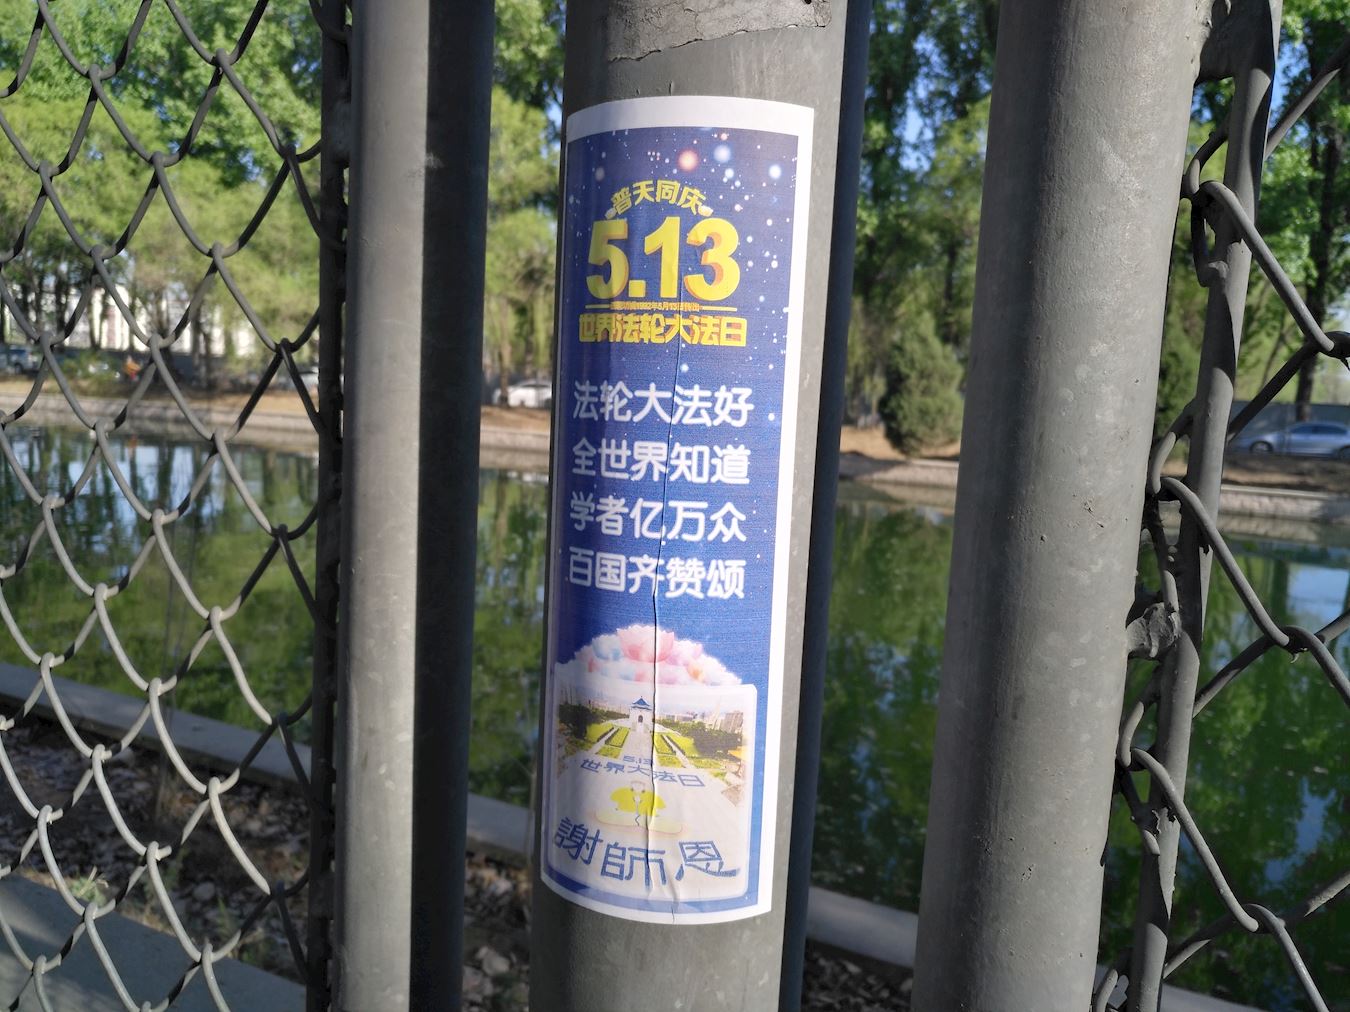 普天同庆
5.13
世界法轮大法日
法轮大法好
全世界知道
学者亿万众
百国齐赞颂
5.13
世界大法日
謝師恩